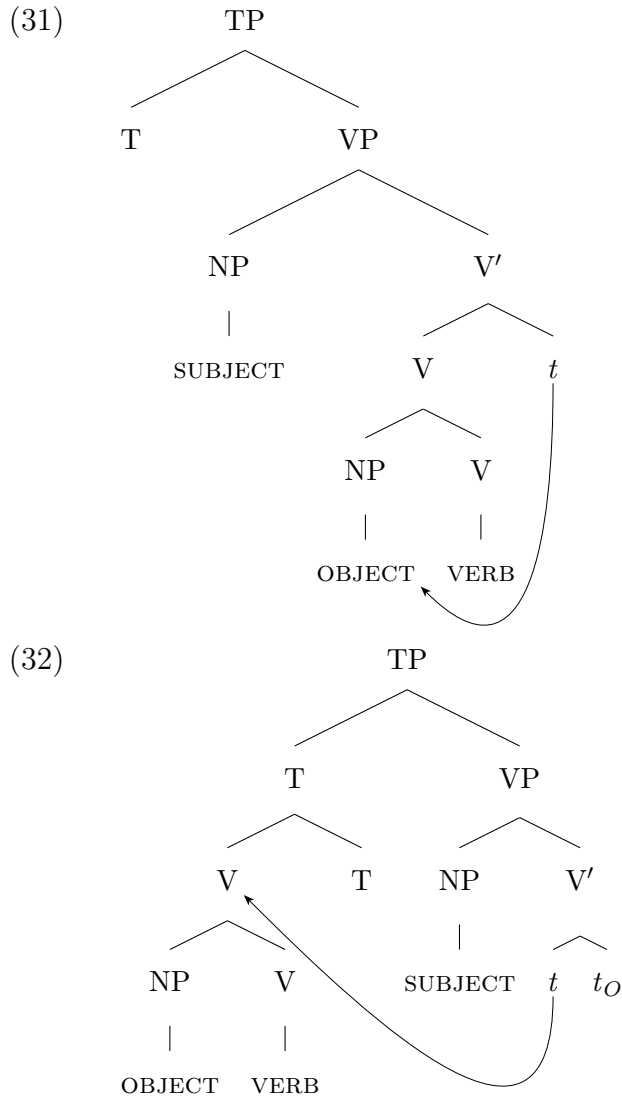 (31) TP
T VP
NP V′
SUBJECT V t
NP V
OBJECT VERB
(32) TP
T VP
V T NP V′
NP V SUBJECT t t_O
OBJECT VERB